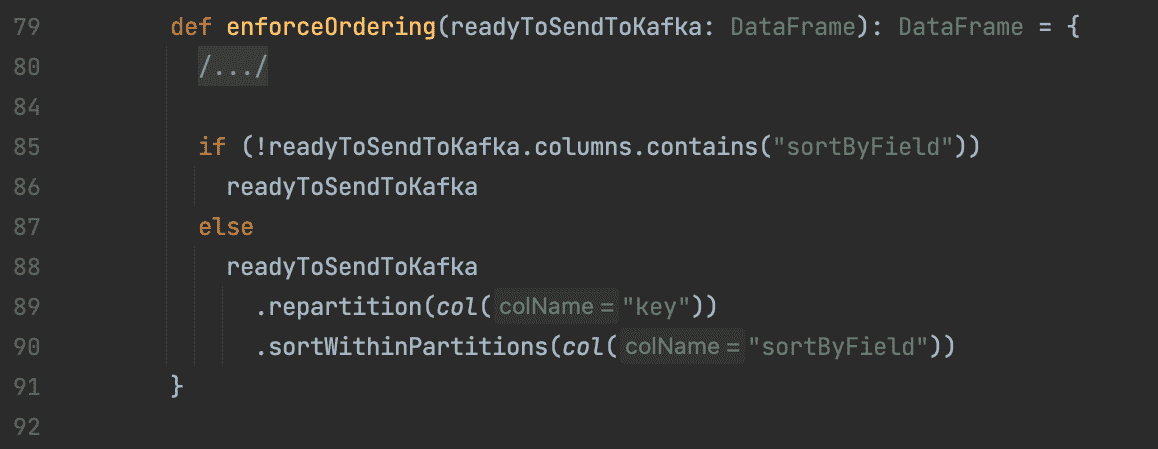 79 def enforceOrdering(readyToSendToKafka: DataFrame): DataFrame = {
80 /.../
84
85 if (!readyToSendToKafka.columns.contains("sortByField"))
86 readyToSendToKafka
87 else
88 readyToSendToKafka
89 .repartition(col( colName = "key"))
90 .sortWithinPartitions(col( colName = "sortByField"))
91 }
92